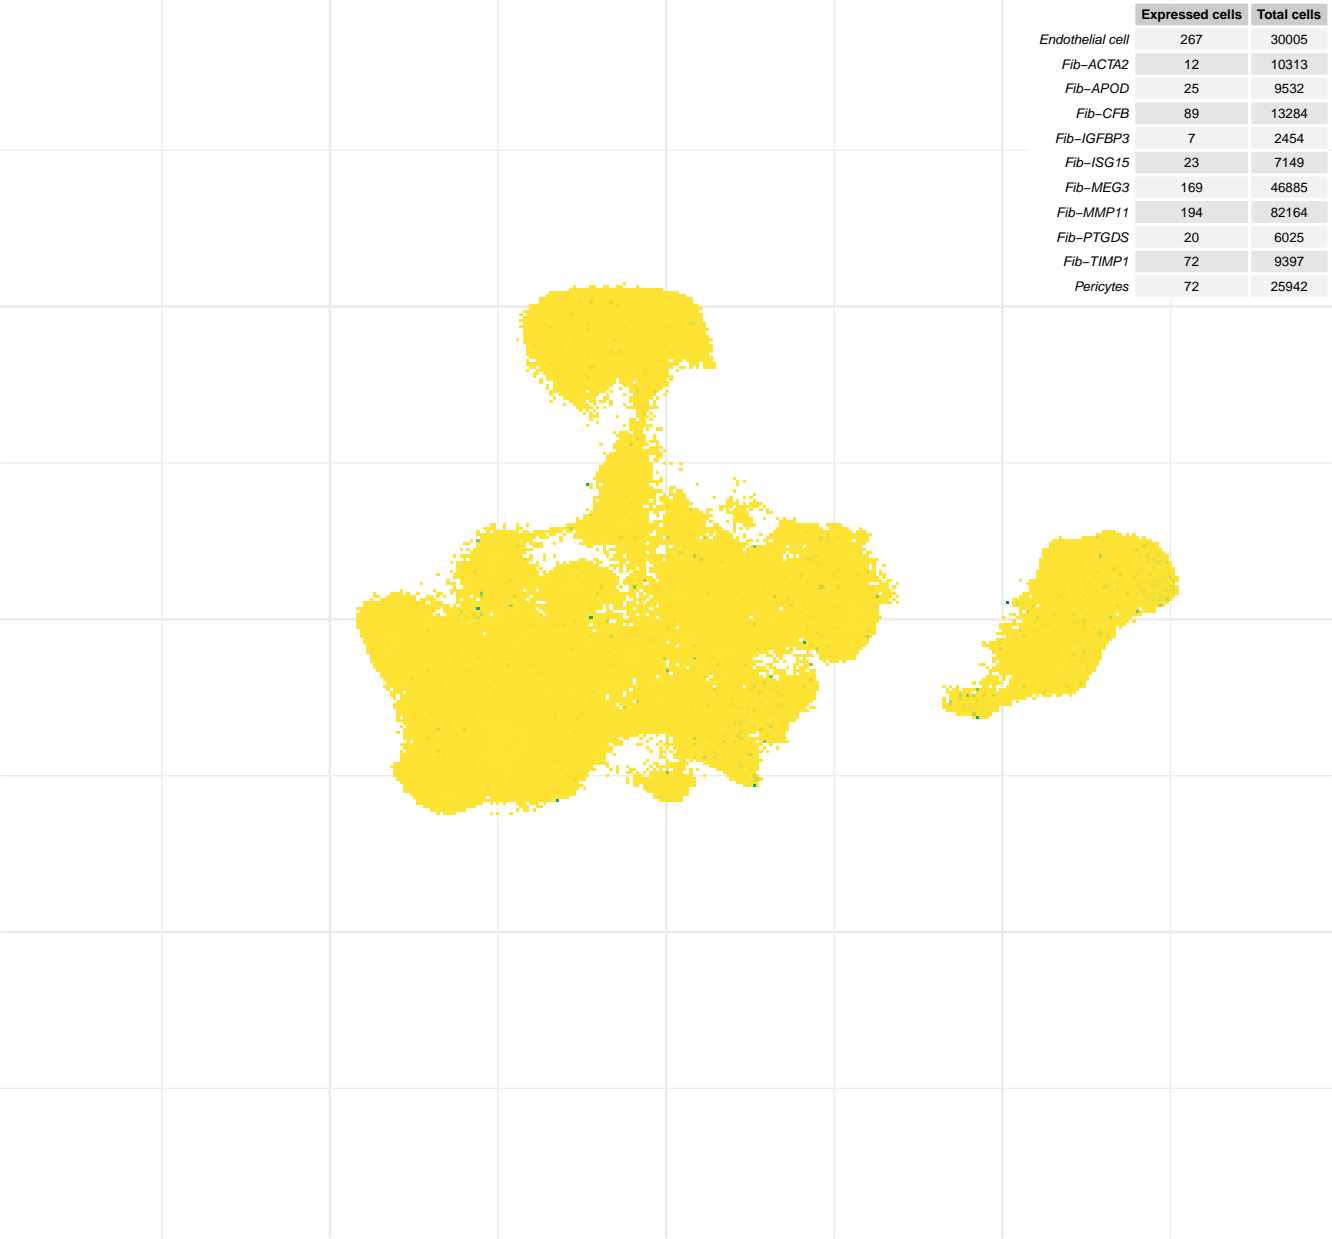 Expressed cells Total cells
Endothelial cell 267 30005
Fib−ACTA2 12 10313
Fib−APOD 25 9532
Fib−CFB 89 13284
Fib−IGFBP3 7 2454
Fib−ISG15 23 7149
Fib−MEG3 169 46885
Fib−MMP11 194 82164
Fib−PTGDS 20 6025
Fib−TIMP1 72 9397
Pericytes 72 25942